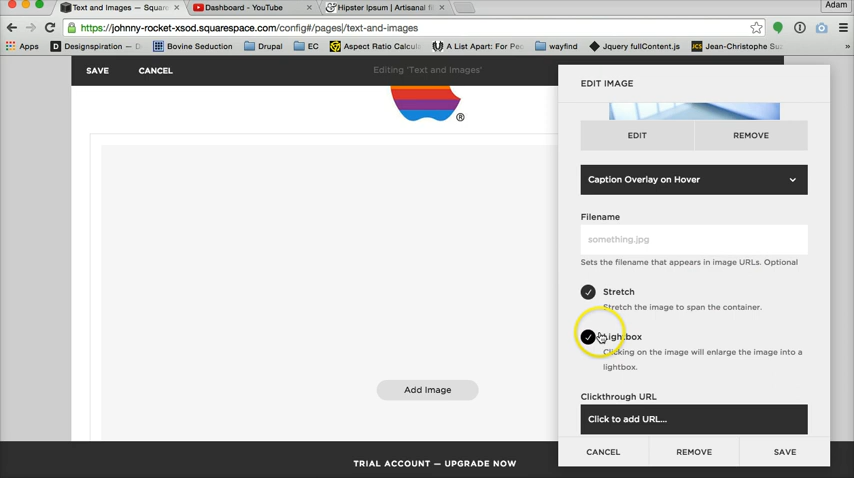 Text and Images — Square
Dashboard - YouTube
Hipster Ipsum | Artisanal f
Adam
https://johnny-rocket-xsod.squarespace.com/config#/pages|/text-and-images
Apps
Designspiration — D
Bovine Seduction
Drupal
EC
Aspect Ratio Calcula
A List Apart: For Pe
wayfind
Jquery fullContent.js
JCS
Jean-Christophe Su
SAVE
CANCEL
Editing 'Text and Images'
®
Add Image
TRIAL ACCOUNT — UPGRADE NOW
EDIT IMAGE
EDIT
REMOVE
Caption Overlay on Hover
Filename
something.jpg
Sets the filename that appears in image URLs. Optional
Stretch
Stretch the image to span the container.
Lightbox
Clicking on the image will enlarge the image into a
lightbox.
Clickthrough URL
Click to add URL...
CANCEL
REMOVE
SAVE